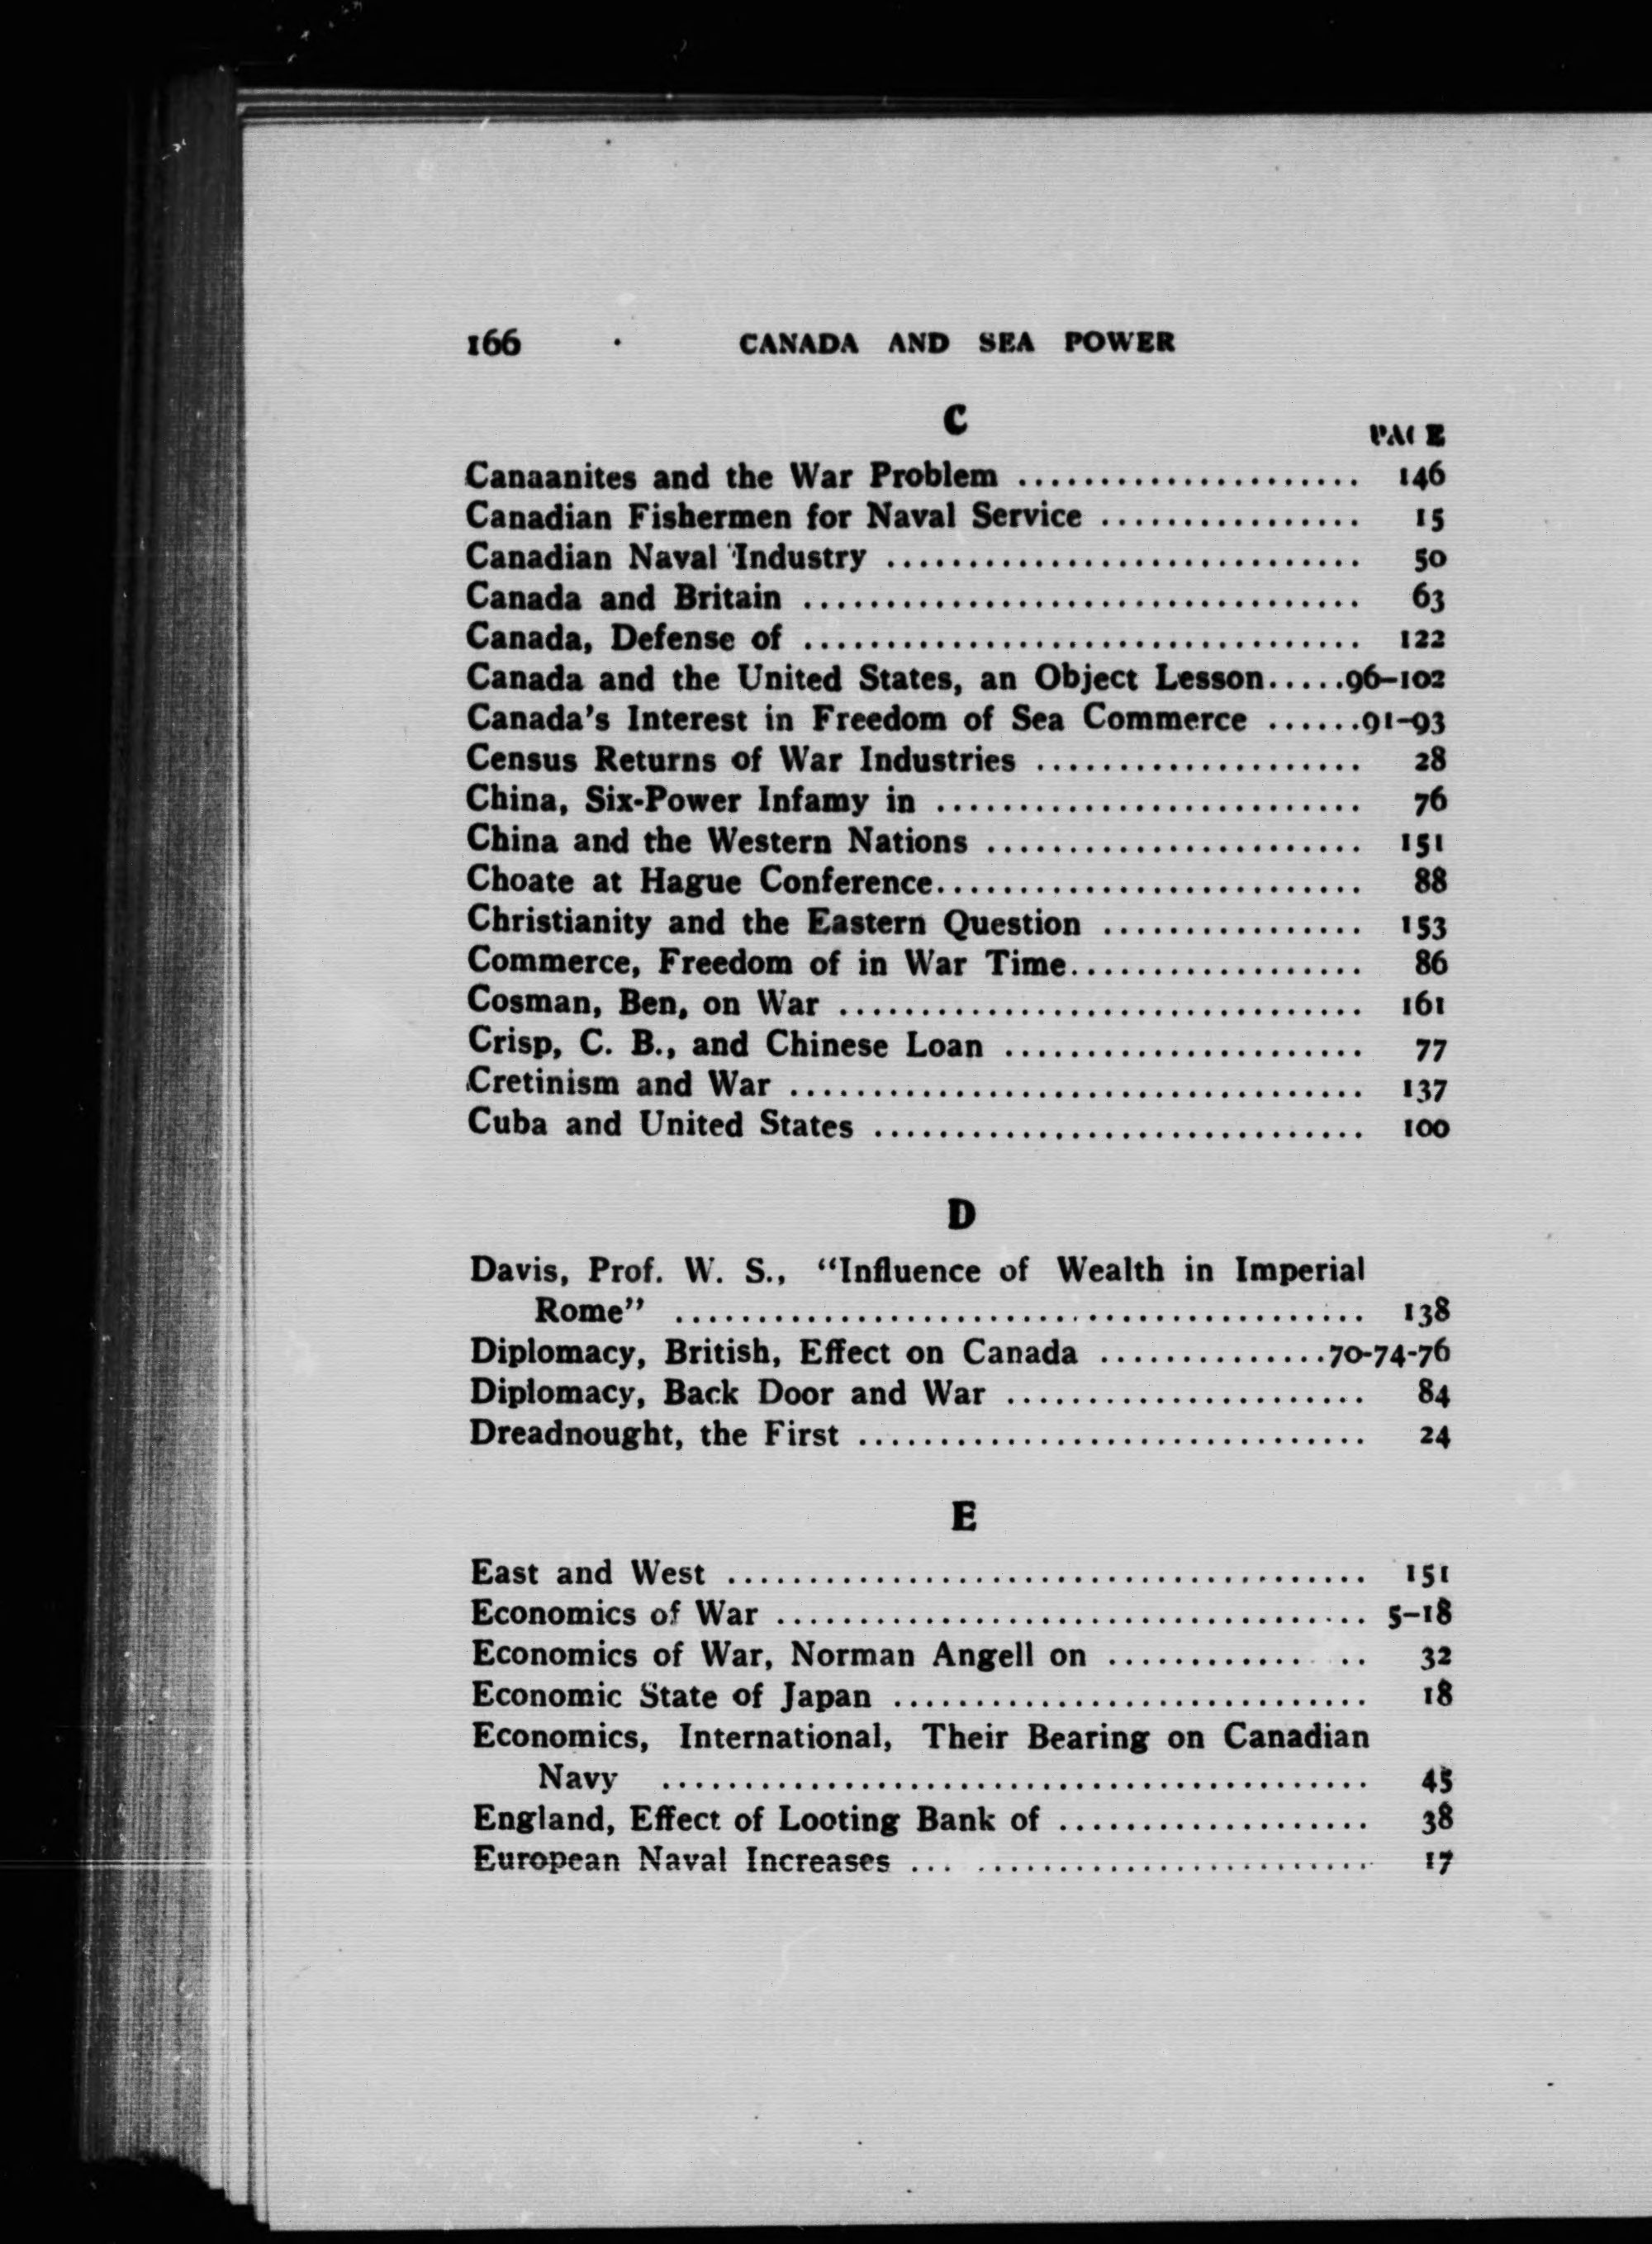 166 CANADA AND SEA POWER
C
PAGE
Canaanites and the War Problem ..................... 146
Canadian Fishermen for Naval Service ................ 15
Canadian Naval Industry ............................. 50
Canada and Britain .................................. 63
Canada, Defense of .................................. 122
Canada and the United States, an Object Lesson.....96–102
Canada's Interest in Freedom of Sea Commerce ......91–93
Census Returns of War Industries .................... 28
China, Six-Power Infamy in .......................... 76
China and the Western Nations ....................... 151
Choate at Hague Conference.......................... 88
Christianity and the Eastern Question ................ 153
Commerce, Freedom of in War Time.................. 86
Cosman, Ben, on War ................................ 161
Crisp, C. B., and Chinese Loan ...................... 77
Cretinism and War ................................... 137
Cuba and United States .............................. 100
D
Davis, Prof. W. S., “Influence of Wealth in Imperial
Rome” .......................................... 138
Diplomacy, British, Effect on Canada ..............70-74-76
Diplomacy, Back Door and War ...................... 84
Dreadnought, the First ............................... 24
E
East and West ....................................... 151
Economics of War .................................... 5–18
Economics of War, Norman Angell on ................ 32
Economic State of Japan ............................. 18
Economics, International, Their Bearing on Canadian
Navy ........................................... 45
England, Effect of Looting Bank of ................... 38
European Naval Increases ............................ 17